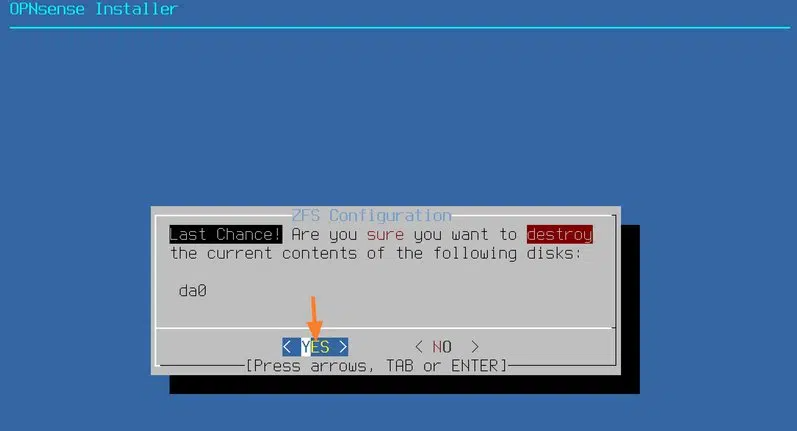 OPNsense Installer
ZFS Configuration
Last Chance! Are you sure you want to destroy
the current contents of the following disks:
da0
< YES > < NO >
[Press arrows, TAB or ENTER]